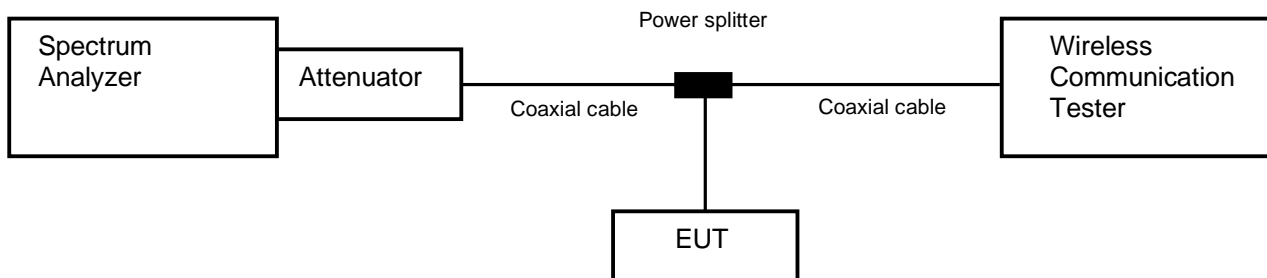 Power splitter
Spectrum
Analyzer
Attenuator
Coaxial cable
Coaxial cable
Wireless
Communication
Tester
EUT